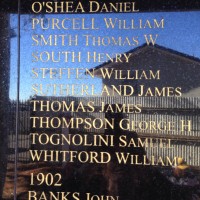 O'SHEA DANIEL
PURCELL WILLIAM
SMITH THOMAS W
SOUTH HENRY
STEFFEN WILLIAM
SUTHERLAND JAMES
THOMAS JAMES
THOMPSON GEORGE H
TOGNOLINI SAMUEL
WHITFORD WILLIAM
1902
BANKS JOHN